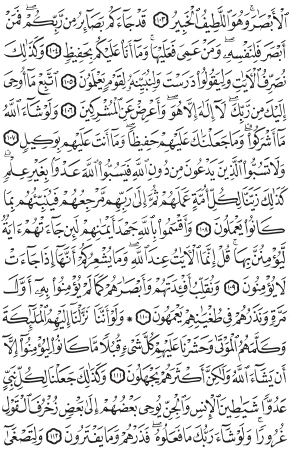 ٱلۡأَبۡصَٰرَۖ وَهُوَ ٱللَّطِيفُ ٱلۡخَبِيرُ ١٠٣ قَدۡ جَآءَكُم بَصَآئِرُ مِن رَّبِّكُمۡۖ فَمَنۡ
أَبۡصَرَ فَلِنَفۡسِهِۦۖ وَمَنۡ عَمِيَ فَعَلَيۡهَاۚ وَمَآ أَنَا۠ عَلَيۡكُم بِحَفِيظٖ ١٠٤ وَكَذَٰلِكَ
نُصَرِّفُ ٱلۡأٓيَٰتِ وَلِيَقُولُواْ دَرَسۡتَ وَلِنُبَيِّنَهُۥ لِقَوۡمٖ يَعۡلَمُونَ ١٠٥ ٱتَّبِعۡ مَآ أُوحِيَ
إِلَيۡكَ مِن رَّبِّكَۖ لَآ إِلَٰهَ إِلَّا هُوَۖ وَأَعۡرِضۡ عَنِ ٱلۡمُشۡرِكِينَ ١٠٦ وَلَوۡ شَآءَ ٱللَّهُ
مَآ أَشۡرَكُواْۗ وَمَا جَعَلۡنَٰكَ عَلَيۡهِمۡ حَفِيظٗاۖ وَمَآ أَنتَ عَلَيۡهِم بِوَكِيلٖ ١٠٧
وَلَا تَسُبُّواْ ٱلَّذِينَ يَدۡعُونَ مِن دُونِ ٱللَّهِ فَيَسُبُّواْ ٱللَّهَ عَدۡوَۢا بِغَيۡرِ عِلۡمٖۗ
كَذَٰلِكَ زَيَّنَّا لِكُلِّ أُمَّةٍ عَمَلَهُمۡ ثُمَّ إِلَىٰ رَبِّهِم مَّرۡجِعُهُمۡ فَيُنَبِّئُهُم بِمَا
كَانُواْ يَعۡمَلُونَ ١٠٨ وَأَقۡسَمُواْ بِٱللَّهِ جَهۡدَ أَيۡمَٰنِهِمۡ لَئِن جَآءَتۡهُمۡ ءَايَةٞ
لَّيُؤۡمِنُنَّ بِهَاۚ قُلۡ إِنَّمَا ٱلۡأٓيَٰتُ عِندَ ٱللَّهِۖ وَمَا يُشۡعِرُكُمۡ أَنَّهَآ إِذَا جَآءَتۡ
لَا يُؤۡمِنُونَ ١٠٩ وَنُقَلِّبُ أَفۡـِٔدَتَهُمۡ وَأَبۡصَٰرَهُمۡ كَمَا لَمۡ يُؤۡمِنُواْ بِهِۦٓ أَوَّلَ
مَرَّةٖ وَنَذَرُهُمۡ فِي طُغۡيَٰنِهِمۡ يَعۡمَهُونَ ١١٠ ۞ وَلَوۡ أَنَّنَا نَزَّلۡنَآ إِلَيۡهِمُ ٱلۡمَلَٰٓئِكَةَ
وَكَلَّمَهُمُ ٱلۡمَوۡتَىٰ وَحَشَرۡنَا عَلَيۡهِمۡ كُلَّ شَيۡءٖ قُبُلٗا مَّا كَانُواْ لِيُؤۡمِنُوٓاْ إِلَّآ
أَن يَشَآءَ ٱللَّهُ وَلَٰكِنَّ أَكۡثَرَهُمۡ يَجۡهَلُونَ ١١١ وَكَذَٰلِكَ جَعَلۡنَا لِكُلِّ نَبِيٍّ
عَدُوّٗا شَيَٰطِينَ ٱلۡإِنسِ وَٱلۡجِنِّ يُوحِي بَعۡضُهُمۡ إِلَىٰ بَعۡضٖ زُخۡرُفَ ٱلۡقَوۡلِ
غُرُورٗاۚ وَلَوۡ شَآءَ رَبُّكَ مَا فَعَلُوهُۖ فَذَرۡهُمۡ وَمَا يَفۡتَرُونَ ١١٢ وَلِتَصۡغَىٰٓ